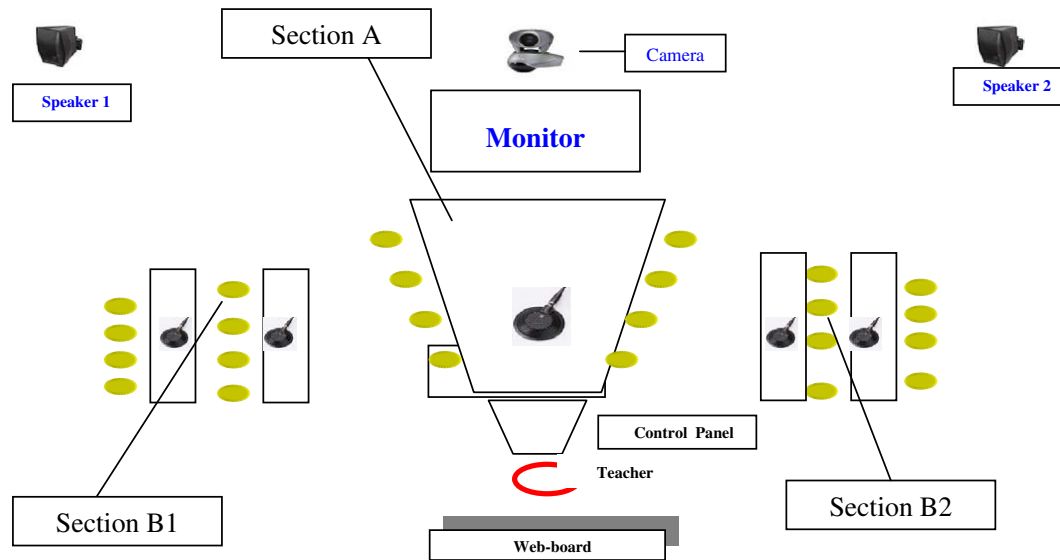 Section A
Camera
Speaker 1
Speaker 2
Monitor
Control Panel
Teacher
Section B1
Section B2
Web-board